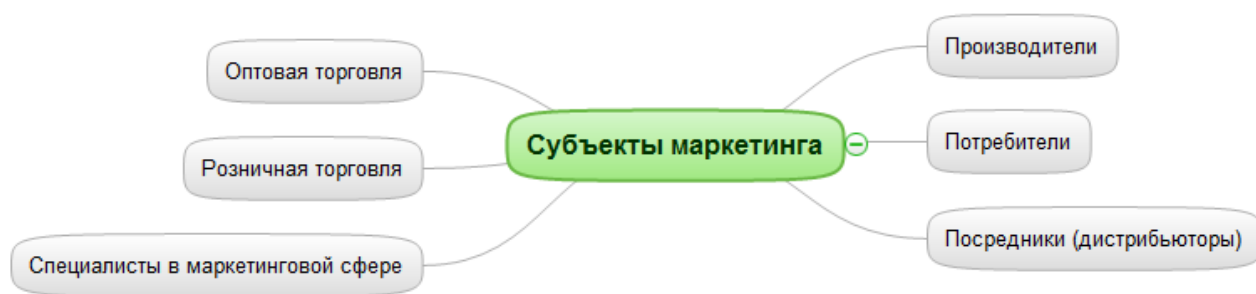 Субъекты маркетинга
Производители
Потребители
Посредники (дистрибьюторы)
Оптовая торговля
Розничная торговля
Специалисты в маркетинговой сфере